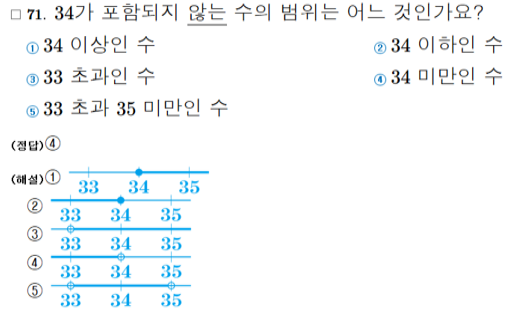 □ 71. 34가 포함되지 않는 수의 범위는 어느 것인가요?
① 34 이상인 수 ② 34 이하인 수
③ 33 초과인 수 ④ 34 미만인 수
⑤ 33 초과 35 미만인 수
(정답)④
(해설)①
33 34 35
②
33 34 35
③
33 34 35
④
33 34 35
⑤
33 34 35